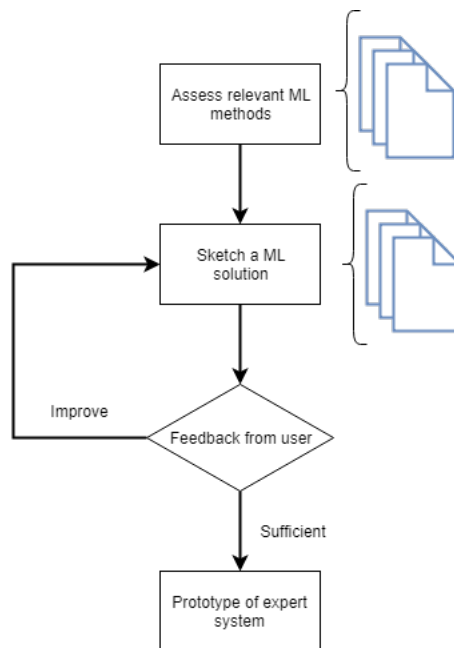 Assess relevant ML
methods
Sketch a ML
solution
Improve
Feedback from user
Sufficient
Prototype of expert
system